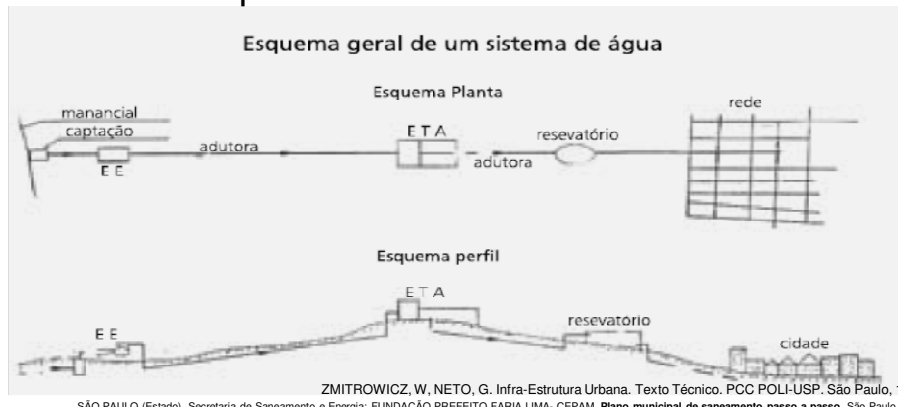 Esquema geral de um sistema de água
Esquema Planta
manancial
captação
E E
adutora
E T A
adutora
resevatório
rede
Esquema perfil
E E
E T A
resevatório
cidade
ZMITROWICZ, W, NETO, G. Infra-Estrutura Urbana. Texto Técnico. PCC POLI-USP. São Paulo,
SÃO PAULO (Estado). Secretaria de Saneamento e Energia; FUNDAÇÃO PREFEITO FARIA LIMA- CEPAM. Plano municipal de saneamento passo a passo. São Paulo